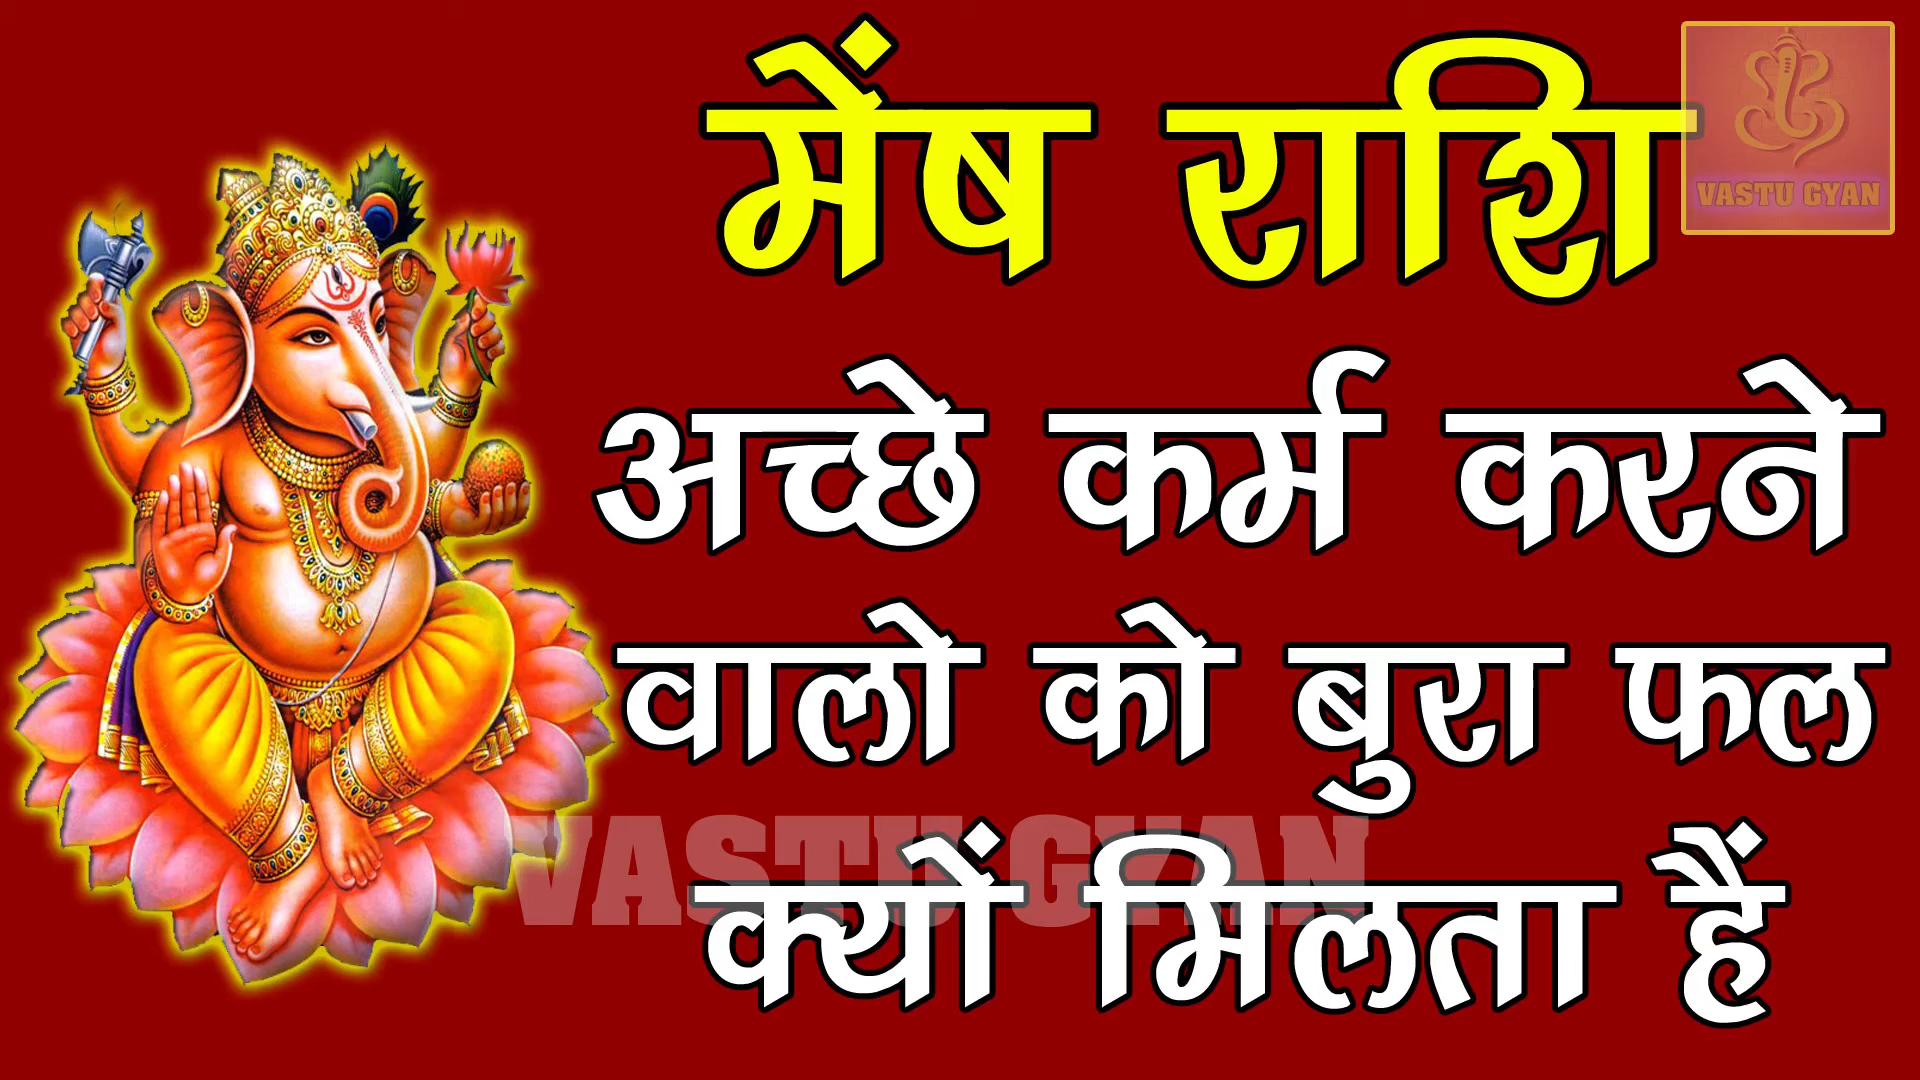 मेंष राशि
VASTU GYAN
अच्छे कर्म करने
वालो को बुरा फल
VASTU GYAN
क्यों मिलता हैं